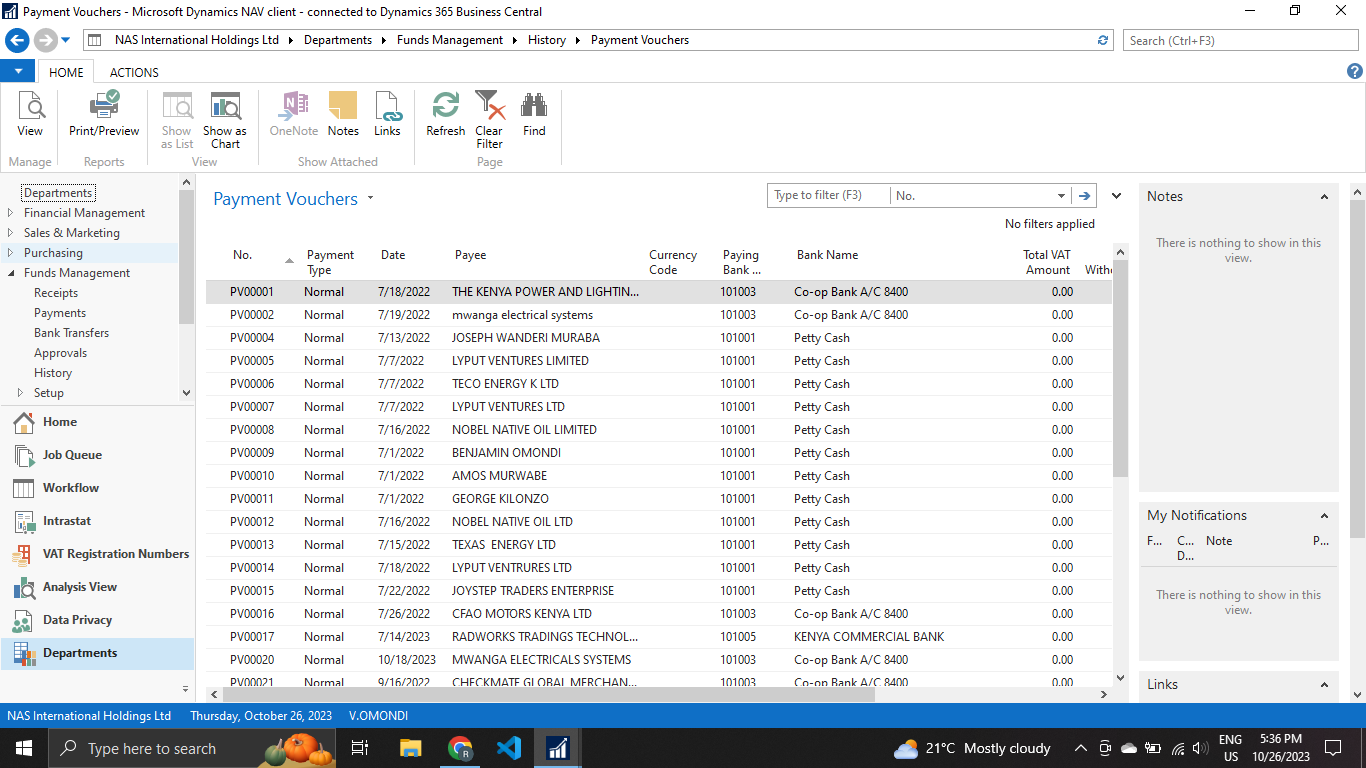 Payment Vouchers - Microsoft Dynamics NAV client - connected to Dynamics 365 Business Central
NAS International Holdings Ltd Departments Funds Management History Payment Vouchers
Search (Ctrl+F3)
HOME ACTIONS
View Print/Preview Show as List Show as Chart OneNote Notes Links Refresh Clear Filter Find
Manage Reports View Show Attached Page
Departments
Financial Management
Sales & Marketing
Purchasing
Funds Management
Receipts
Payments
Bank Transfers
Approvals
History
Setup
Home
Job Queue
Workflow
Intrastat
VAT Registration Numbers
Analysis View
Data Privacy
Departments
Payment Vouchers
Type to filter (F3) No.
No filters applied
No. Payment Type Date Payee Currency Code Paying Bank ... Bank Name Total VAT Amount Withc
PV00001 Normal 7/18/2022 THE KENYA POWER AND LIGHTIN... 101003 Co-op Bank A/C 8400 0.00
PV00002 Normal 7/19/2022 mwanga electrical systems 101003 Co-op Bank A/C 8400 0.00
PV00004 Normal 7/13/2022 JOSEPH WANDERI MURABA 101001 Petty Cash 0.00
PV00005 Normal 7/7/2022 LYPUT VENTURES LIMITED 101001 Petty Cash 0.00
PV00006 Normal 7/7/2022 TECO ENERGY K LTD 101001 Petty Cash 0.00
PV00007 Normal 7/7/2022 LYPUT VENTURES LTD 101001 Petty Cash 0.00
PV00008 Normal 7/16/2022 NOBEL NATIVE OIL LIMITED 101001 Petty Cash 0.00
PV00009 Normal 7/1/2022 BENJAMIN OMONDI 101001 Petty Cash 0.00
PV00010 Normal 7/1/2022 AMOS MURWABE 101001 Petty Cash 0.00
PV00011 Normal 7/1/2022 GEORGE KILONZO 101001 Petty Cash 0.00
PV00012 Normal 7/16/2022 NOBEL NATIVE OIL LTD 101001 Petty Cash 0.00
PV00013 Normal 7/15/2022 TEXAS ENERGY LTD 101001 Petty Cash 0.00
PV00014 Normal 7/18/2022 LYPUT VENTRURES LTD 101001 Petty Cash 0.00
PV00015 Normal 7/22/2022 JOYSTEP TRADERS ENTERPRISE 101001 Petty Cash 0.00
PV00016 Normal 7/26/2022 CFAO MOTORS KENYA LTD 101003 Co-op Bank A/C 8400 0.00
PV00017 Normal 7/14/2023 RADWORKS TRADINGS TECHNOL... 101005 KENYA COMMERCIAL BANK 0.00
PV00020 Normal 10/18/2023 MWANGA ELECTRICALS SYSTEMS 101003 Co-op Bank A/C 8400 0.00
PV00021 Normal 9/16/2022 CHECKMATE GLOBAL MERCHAN... 101003 Co-op Bank A/C 8400 0.00
Notes
There is nothing to show in this
view.
My Notifications
F... C... D... Note P...
There is nothing to show in this
view.
Links
NAS International Holdings Ltd Thursday, October 26, 2023 V.OMONDI
Type here to search
21°C Mostly cloudy
ENG
US
5:36 PM
10/26/2023